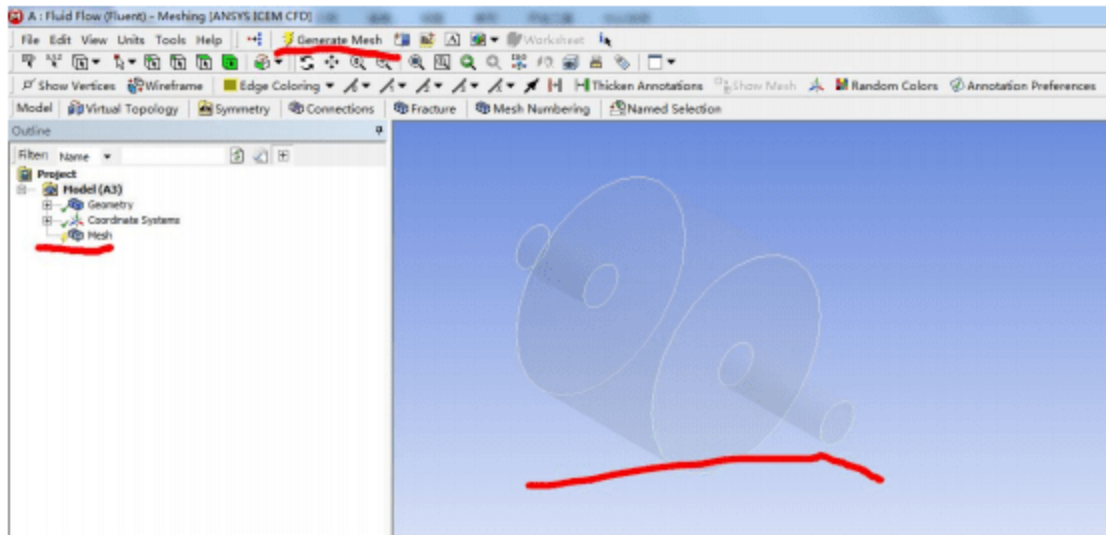 A : Fluid Flow (Fluent) - Meshing [ANSYS ICEM CFD]
File Edit View Units Tools Help Generate Mesh A Worksheet
Show Vertices Wireframe Edge Coloring Thicken Annotations Show Mesh Random Colors Annotation Preferences
Model Virtual Topology Symmetry Connections Fracture Mesh Numbering Named Selection
Outline
Filter: Name
Project
Model (A3)
Geometry
Coordinate Systems
Mesh